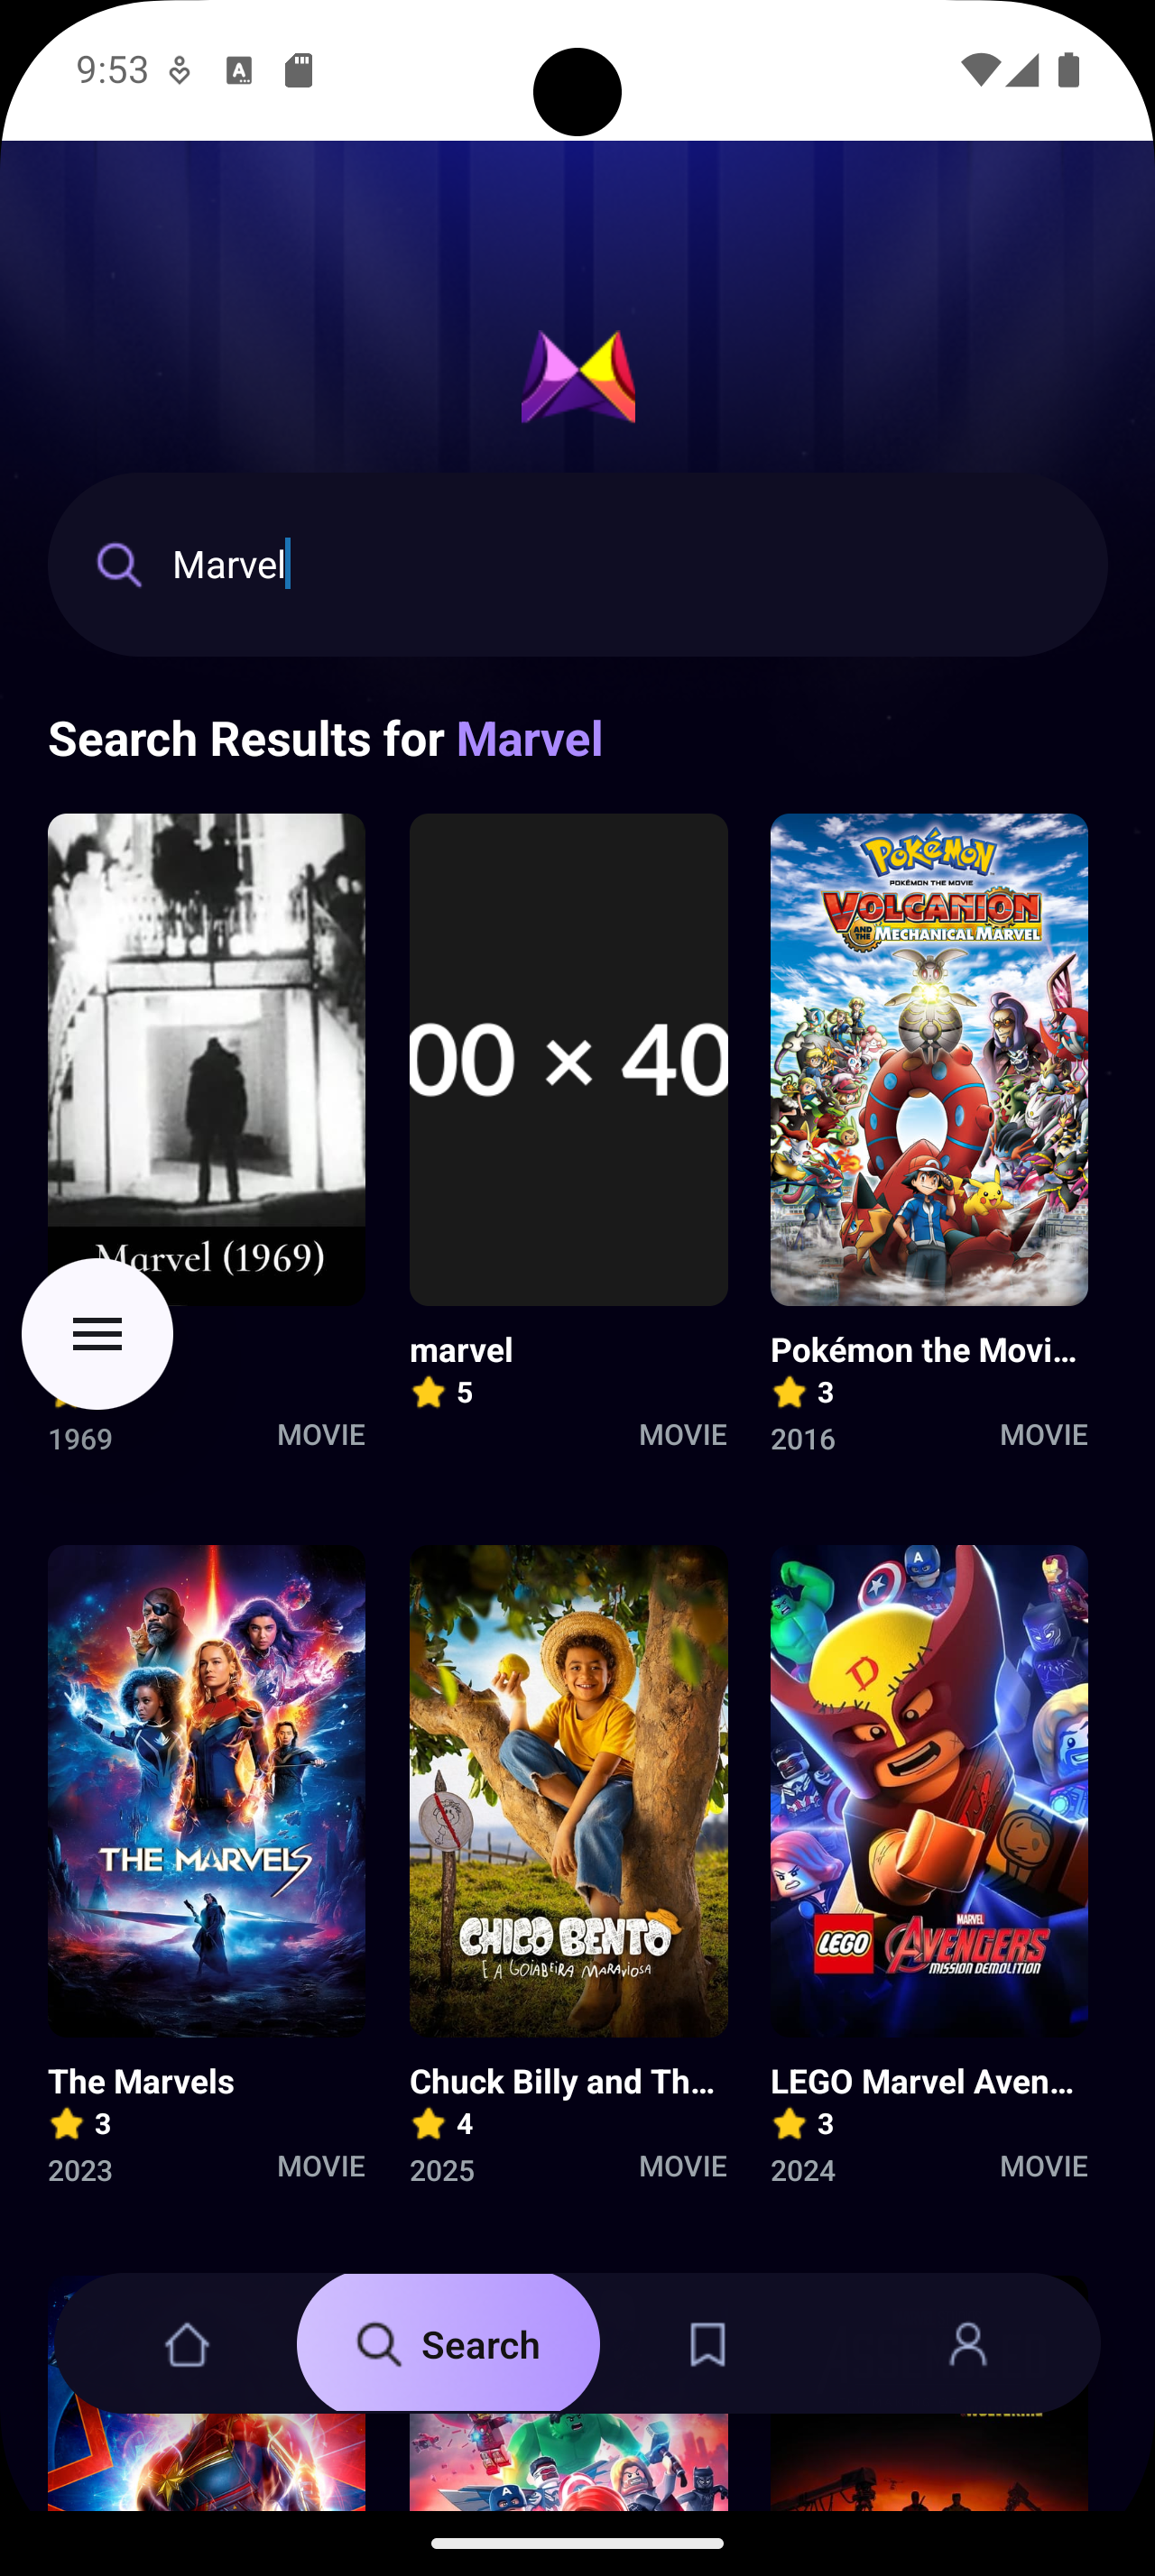 9:53
Marvel
Search Results for Marvel
Marvel (1969)
00 × 40
POKÉMON
POKÉMON THE MOVIE
VOLCANION
AND THE MECHANICAL MARVEL
marvel
Pokémon the Movi...
5
3
1969 MOVIE
MOVIE
2016 MOVIE
THE MARVELS
CHICO BENTO
E A GOIABEIRA MARAVIOSA
LEGO MARVEL AVENGERS
MISSION DEMOLITION
The Marvels
Chuck Billy and Th...
LEGO Marvel Aven...
3
4
3
2023 MOVIE
2025 MOVIE
2024 MOVIE
Search